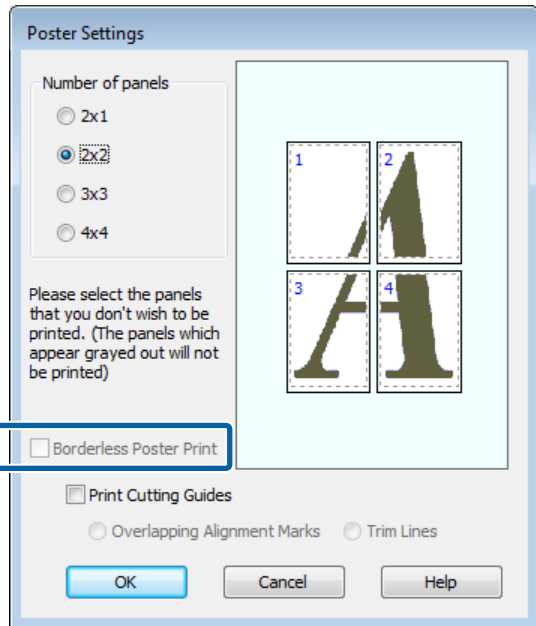 Poster Settings
Number of panels
2x1
2x2
3x3
4x4
Please select the panels
that you don't wish to be
printed. (The panels which
appear grayed out will not
be printed)
1
2
3
4
A
Borderless Poster Print
Print Cutting Guides
Overlapping Alignment Marks
Trim Lines
OK
Cancel
Help